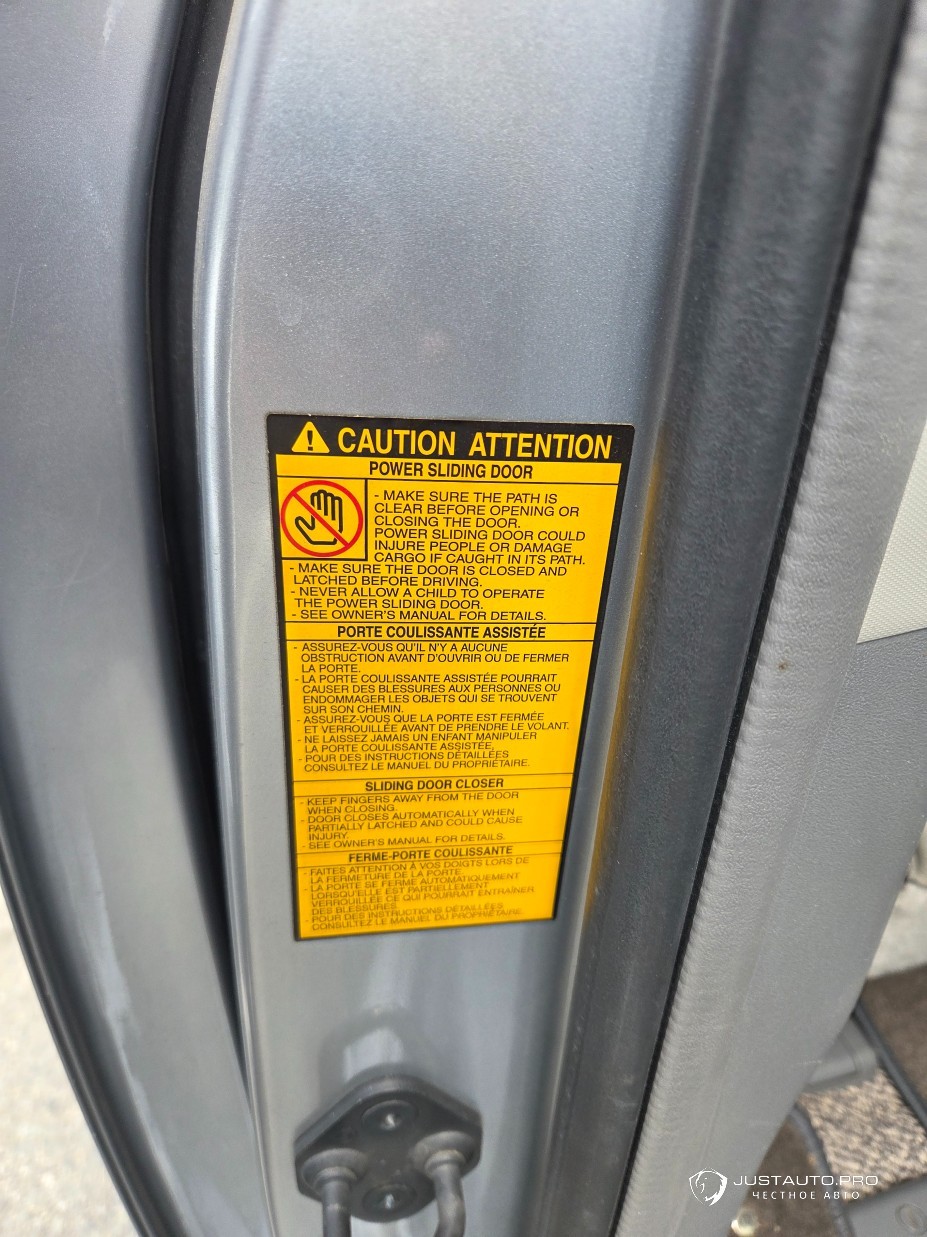 CAUTION ATTENTION
POWER SLIDING DOOR
- MAKE SURE THE PATH IS
CLEAR BEFORE OPENING OR
CLOSING THE DOOR.
POWER SLIDING DOOR COULD
INJURE PEOPLE OR DAMAGE
CARGO IF CAUGHT IN ITS PATH.
- MAKE SURE THE DOOR IS CLOSED AND
LATCHED BEFORE DRIVING.
- NEVER ALLOW A CHILD TO OPERATE
THE POWER SLIDING DOOR.
- SEE OWNER'S MANUAL FOR DETAILS.
PORTE COULISSANTE ASSISTÉE
- ASSUREZ-VOUS QU'IL N'Y A AUCUNE
OBSTRUCTION AVANT D'OUVRIR OU DE FERMER
LA PORTE.
- LA PORTE COULISSANTE ASSISTÉE POURRAIT
CAUSER DES BLESSURES AUX PERSONNES OU
ENDOMMAGER LES OBJETS QUI SE TROUVENT
SUR SON CHEMIN.
- ASSUREZ-VOUS QUE LA PORTE EST FERMÉE
ET VERROUILLÉE AVANT DE PRENDRE LE VOLANT.
- NE LAISSEZ JAMAIS UN ENFANT MANIPULER
LA PORTE COULISSANTE ASSISTÉE,
- POUR DES INSTRUCTIONS DÉTAILLÉES
CONSULTEZ LE MANUEL DU PROPRIÉTAIRE.
SLIDING DOOR CLOSER
- KEEP FINGERS AWAY FROM THE DOOR
WHEN CLOSING.
- DOOR CLOSES AUTOMATICALLY WHEN
PARTIALLY LATCHED AND COULD CAUSE
INJURY.
- SEE OWNER'S MANUAL FOR DETAILS.
FERME-PORTE COULISSANTE
- FAITES ATTENTION À VOS DOIGTS LORS DE
LA FERMETURE DE LA PORTE.
- LA PORTE SE FERME AUTOMATIQUEMENT
LORSQU'ELLE EST PARTIELLEMENT
VERROUILLÉE CE QUI POURRAIT ENTRAÎNER
DES BLESSURES.
- POUR DES INSTRUCTIONS DÉTAILLÉES
CONSULTEZ LE MANUEL DU PROPRIÉTAIRE.
JUSTAUTO.PRO
ЧЕСТНОЕ АВТО